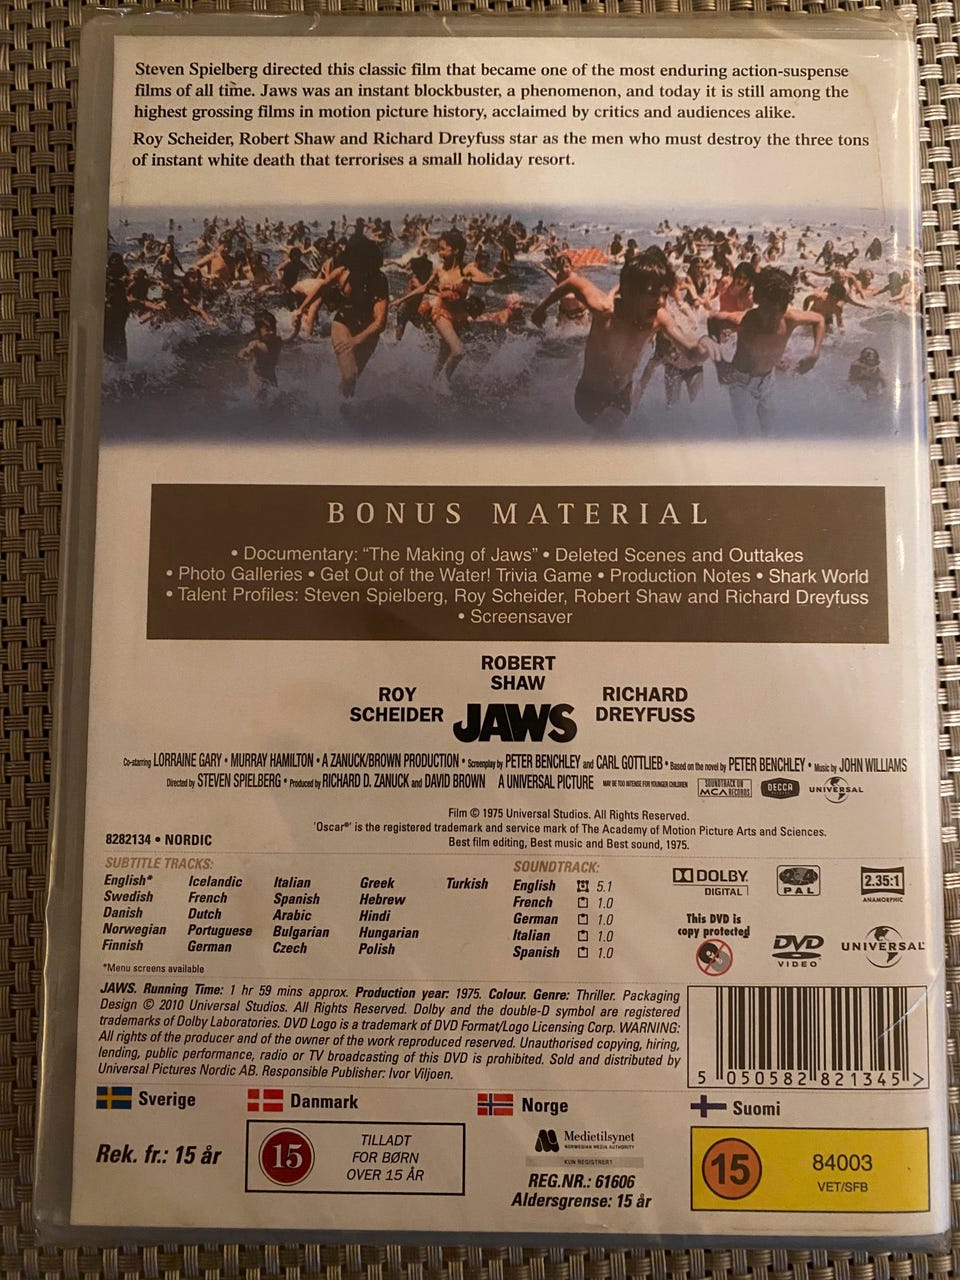 Steven Spielberg directed this classic film that became one of the most enduring action-suspense
films of all time. Jaws was an instant blockbuster, a phenomenon, and today it is still among the
highest grossing films in motion picture history, acclaimed by critics and audiences alike.
Roy Scheider, Robert Shaw and Richard Dreyfuss star as the men who must destroy the three tons
of instant white death that terrorises a small holiday resort.
BONUS MATERIAL
• Documentary: “The Making of Jaws” • Deleted Scenes and Outtakes
• Photo Galleries • Get Out of the Water! Trivia Game • Production Notes • Shark World
• Talent Profiles: Steven Spielberg, Roy Scheider, Robert Shaw and Richard Dreyfuss
• Screensaver
ROBERT
SHAW
ROY
SCHEIDER
JAWS
RICHARD
DREYFUSS
Co-starring LORRAINE GARY • MURRAY HAMILTON • A ZANUCK/BROWN PRODUCTION • Screenplay by PETER BENCHLEY and CARL GOTTLIEB • Based on the novel by PETER BENCHLEY • Music by JOHN WILLIAMS
Directed by STEVEN SPIELBERG • Produced by RICHARD D. ZANUCK and DAVID BROWN A UNIVERSAL PICTURE MAY BE TOO INTENSE FOR YOUNGER CHILDREN
SOUNDTRACK ON
MCA RECORDS
DECCA
UNIVERSAL
Film © 1975 Universal Studios. All Rights Reserved.
'Oscar®' is the registered trademark and service mark of The Academy of Motion Picture Arts and Sciences.
Best film editing, Best music and Best sound, 1975.
8282134 • NORDIC
SUBTITLE TRACKS:
English* Icelandic Italian Greek Turkish
Swedish French Spanish Hebrew
Danish Dutch Arabic Hindi
Norwegian Portuguese Bulgarian Hungarian
Finnish German Czech Polish
*Menu screens available
SOUNDTRACK:
English 5.1
French 1.0
German 1.0
Italian 1.0
Spanish 1.0
DOLBY
DIGITAL
PAL
2.35:1
ANAMORPHIC
This DVD is
copy protected
DVD
VIDEO
UNIVERSAL
JAWS. Running Time: 1 hr 59 mins approx. Production year: 1975. Colour. Genre: Thriller. Packaging
Design © 2010 Universal Studios. All Rights Reserved. Dolby and the double-D symbol are registered
trademarks of Dolby Laboratories. DVD Logo is a trademark of DVD Format/Logo Licensing Corp. WARNING:
All rights of the producer and of the owner of the work reproduced reserved. Unauthorised copying, hiring,
lending, public performance, radio or TV broadcasting of this DVD is prohibited. Sold and distributed by
Universal Pictures Nordic AB. Responsible Publisher: Ivor Viljoen.
5 050582 821345 >
Sverige
Rek. fr.: 15 år
Danmark
15
TILLADT
FOR BØRN
OVER 15 ÅR
Norge
Medietilsynet
NORWEGIAN MEDIA AUTHORITY
KUN REGISTRERT
REG.NR.: 61606
Aldersgrense: 15 år
Suomi
15
84003
VET/SFB